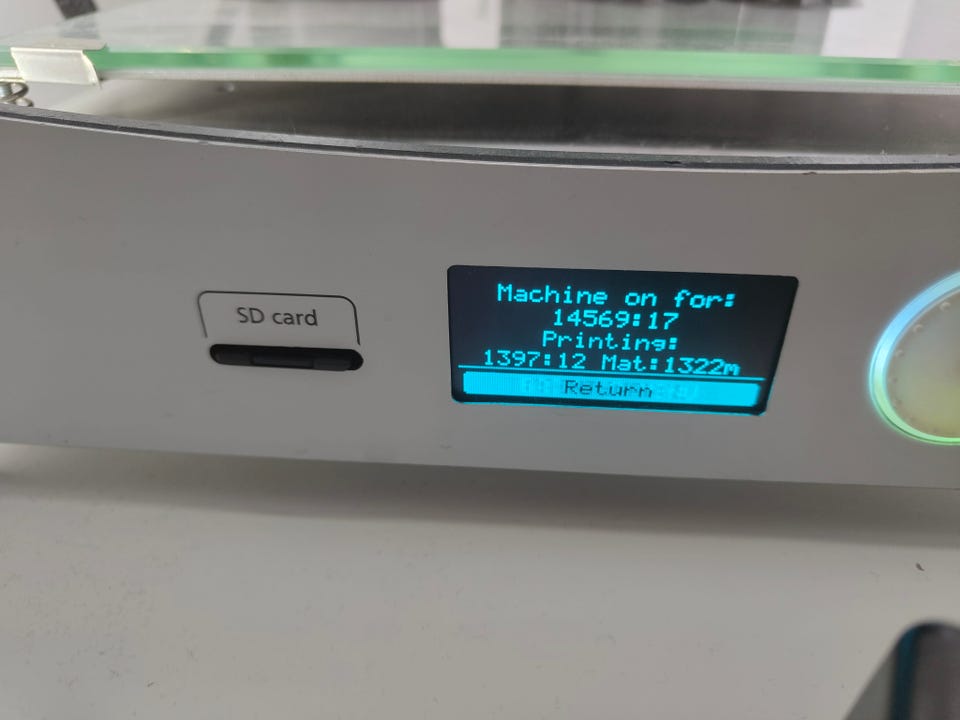 SD card
Machine on for:
14569:17
Printing:
1397:12 Mat:1322m
Return